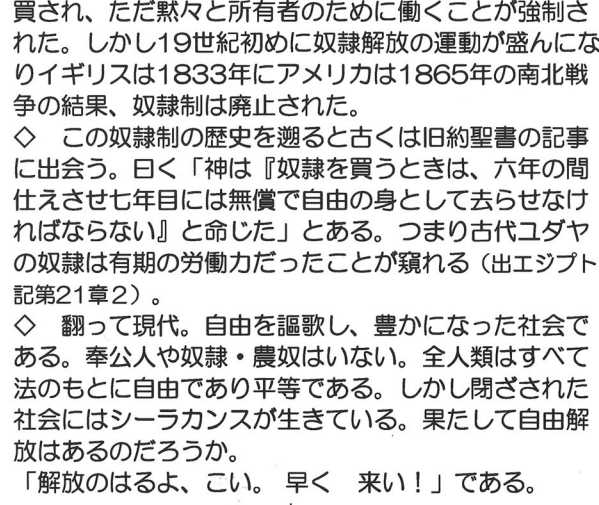 買され、ただ黙々と所有者のために働くことが強制さ
れた。しかし19世紀初めに奴隷解放の運動が盛んにな
りイギリスは1833年にアメリカは1865年の南北戦
争の結果、奴隷制は廃止された。
◇　この奴隷制の歴史を遡ると古くは旧約聖書の記事
に出会う。曰く「神は『奴隷を買うときは、六年の間
仕えさせ七年目には無償で自由の身として去らせなけ
ればならない』と命じた」とある。つまり古代ユダヤ
の奴隷は有期の労働力だったことが窺れる（出エジプト
記第21章2）。
◇　翻って現代。自由を謳歌し、豊かになった社会で
ある。奉公人や奴隷・農奴はいない。全人類はすべて
法のもとに自由であり平等である。しかし閉ざされた
社会にはシーラカンスが生きている。果たして自由解
放はあるのだろうか。
「解放のはるよ、こい。 早く　来い！」である。